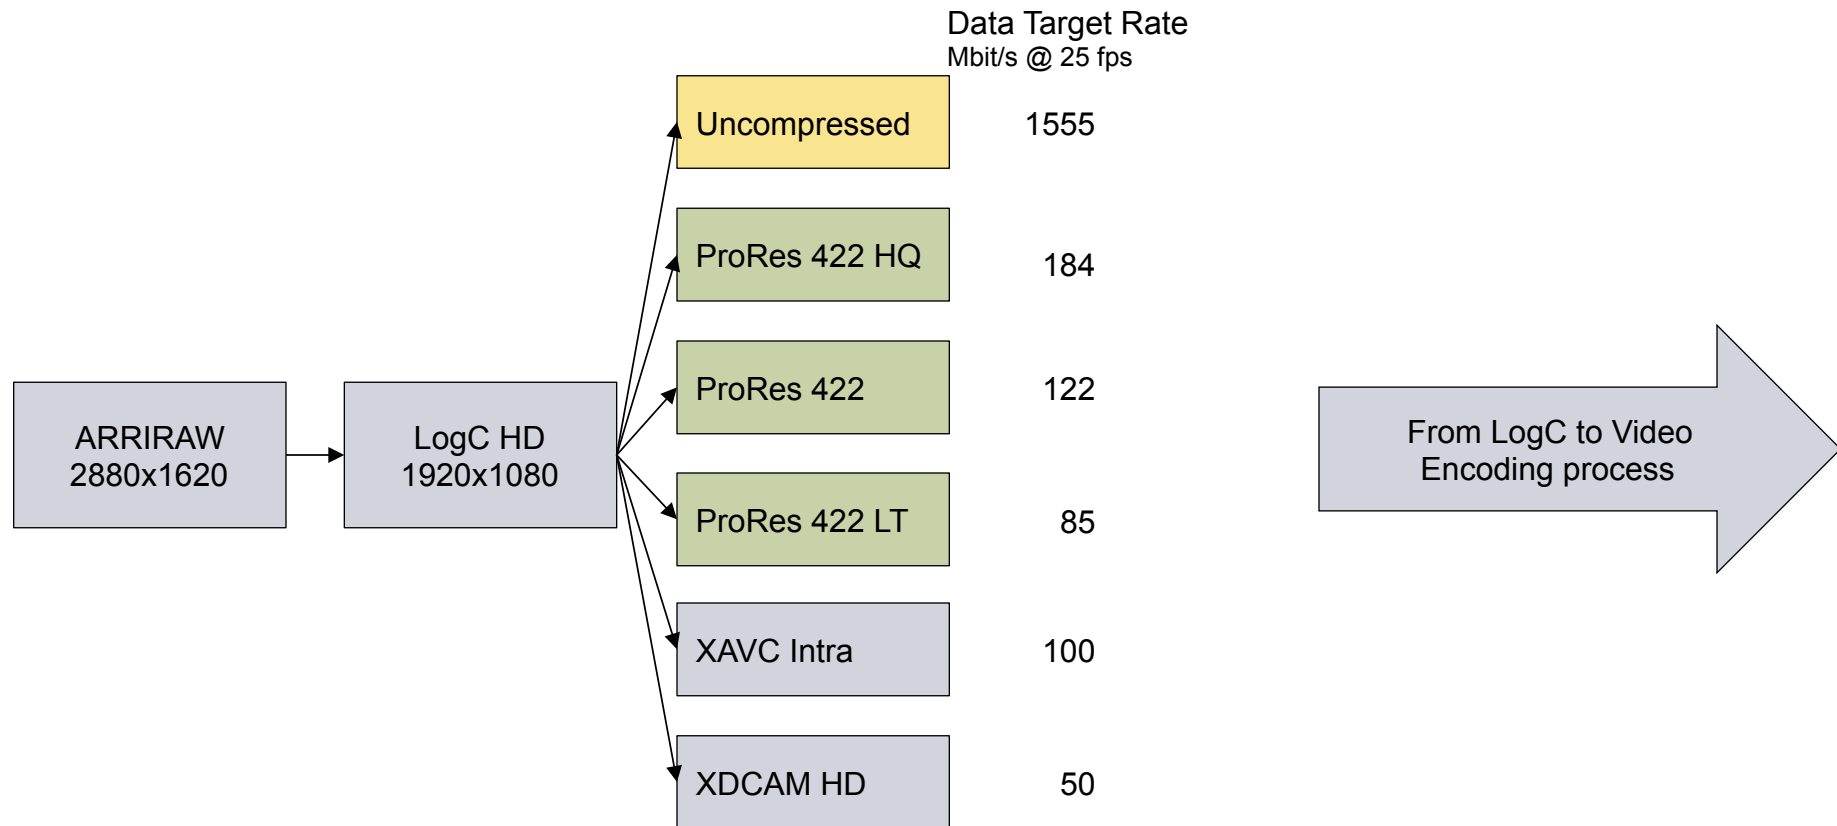 Data Target Rate
Mbit/s @ 25 fps
Uncompressed
1555
ProRes 422 HQ
184
ProRes 422
122
ARRIRAW
2880x1620
LogC HD
1920x1080
From LogC to Video
Encoding process
ProRes 422 LT
85
XAVC Intra
100
XDCAM HD
50